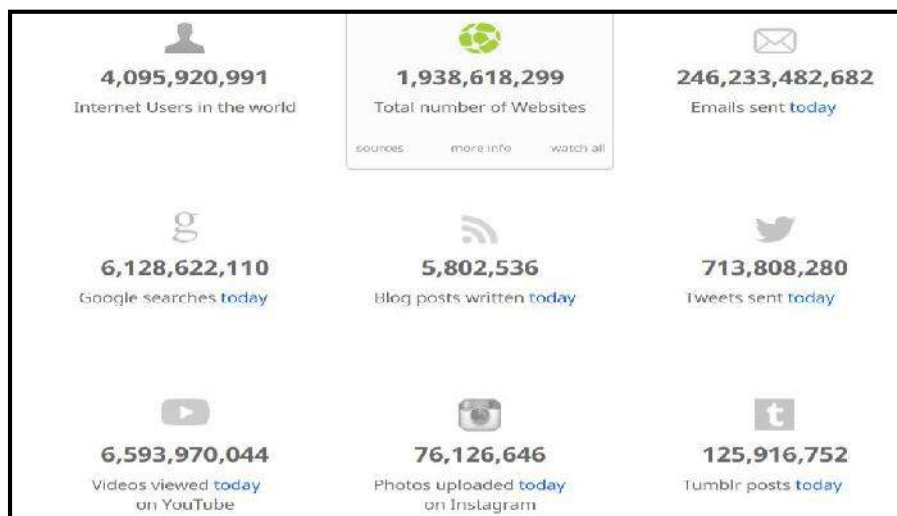 4,095,920,991
Internet Users in the world
1,938,618,299
Total number of Websites
sources more info watch all
246,233,482,682
Emails sent today
g
6,128,622,110
Google searches today
5,802,536
Blog posts written today
713,808,280
Tweets sent today
6,593,970,044
Videos viewed today
on YouTube
76,126,646
Photos uploaded today
on Instagram
t
125,916,752
Tumblr posts today